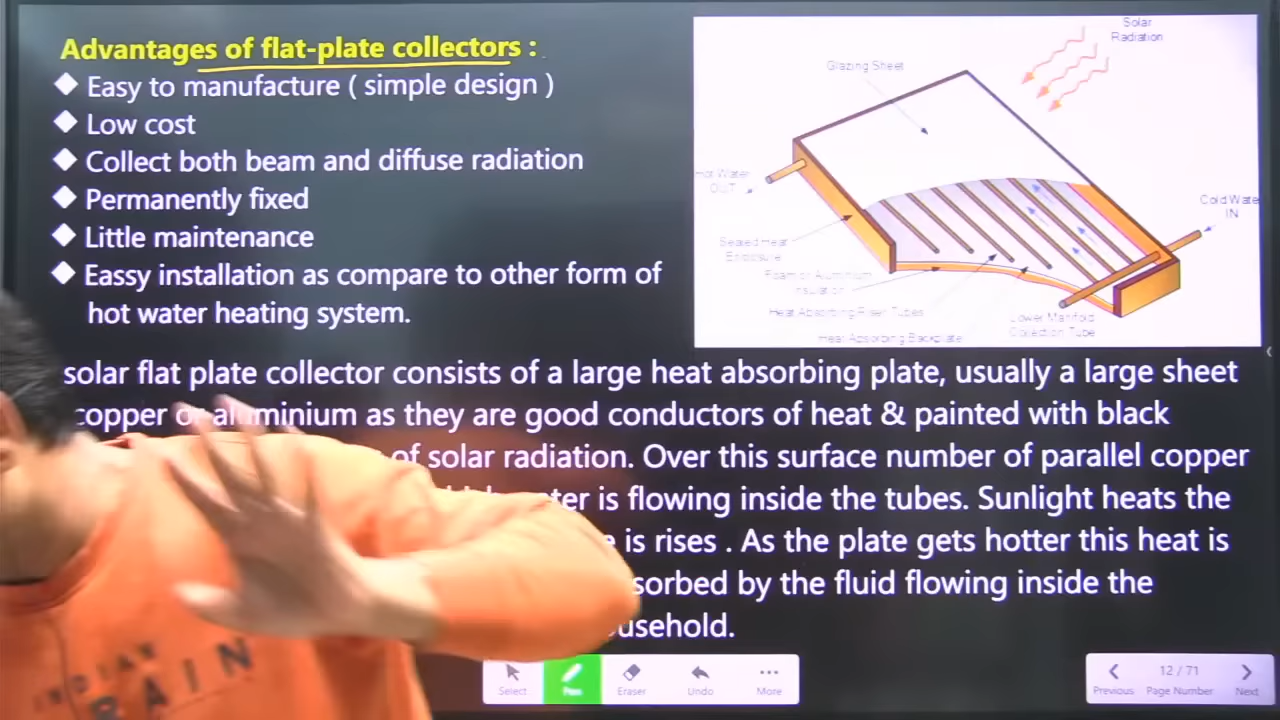 Advantages of flat-plate collectors :
Easy to manufacture ( simple design )
Low cost
Collect both beam and diffuse radiation
Permanently fixed
Little maintenance
Eassy installation as compare to other form of
hot water heating system.
Solar
Radiation
Glazing Sheet
Hot Water
OUT
Cold Water
IN
Sealed Heat
Enclosure
Foam or Aluminium
Insulation
Heat Absorbing Riser Tubes
Lower Manifold
Collection Tube
Heat Absorbing Backplate
solar flat plate collector consists of a large heat absorbing plate, usually a large sheet
copper or aluminium as they are good conductors of heat & painted with black
of solar radiation. Over this surface number of parallel copper
is flowing inside the tubes. Sunlight heats the
is rises . As the plate gets hotter this heat is
by the fluid flowing inside the
INDIAN
BRAIN
Select
Pen
Eraser
Undo
More
12 / 71
Previous
Page Number
Next